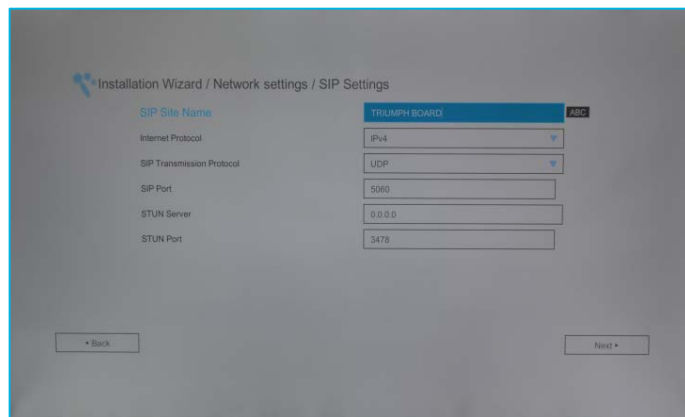 Installation Wizard / Network settings / SIP Settings
SIP Site Name TRIUMPH BOARD ABC
Internet Protocol IPv4
SIP Transmission Protocol UDP
SIP Port 5060
STUN Server 0.0.0.0
STUN Port 3478
Back Next